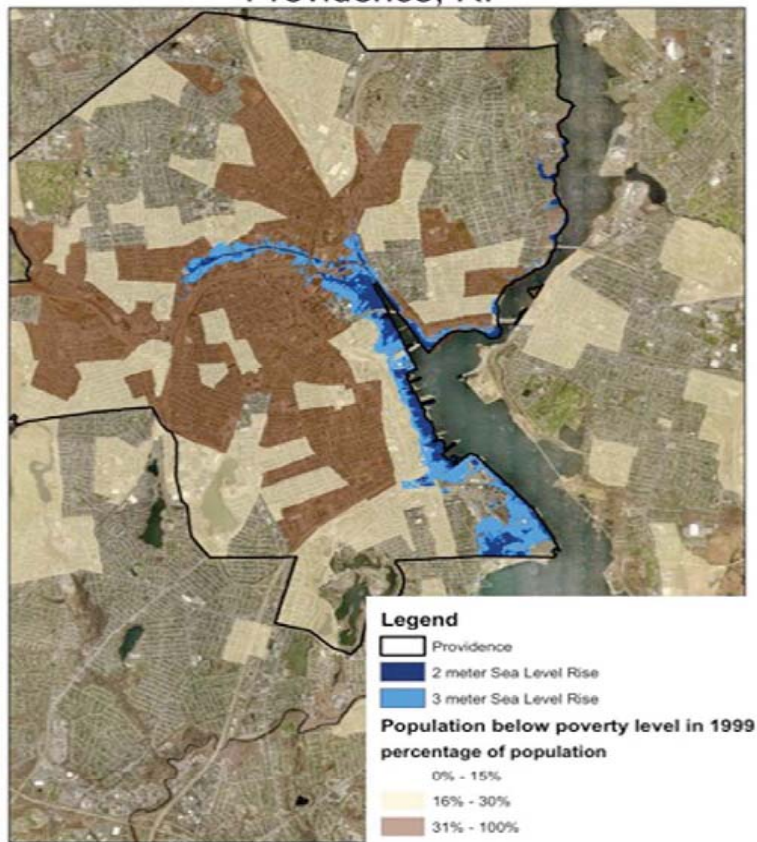 Legend
Providence
2 meter Sea Level Rise
3 meter Sea Level Rise
Population below poverty level in 1999
percentage of population
0% - 15%
16% - 30%
31% - 100%